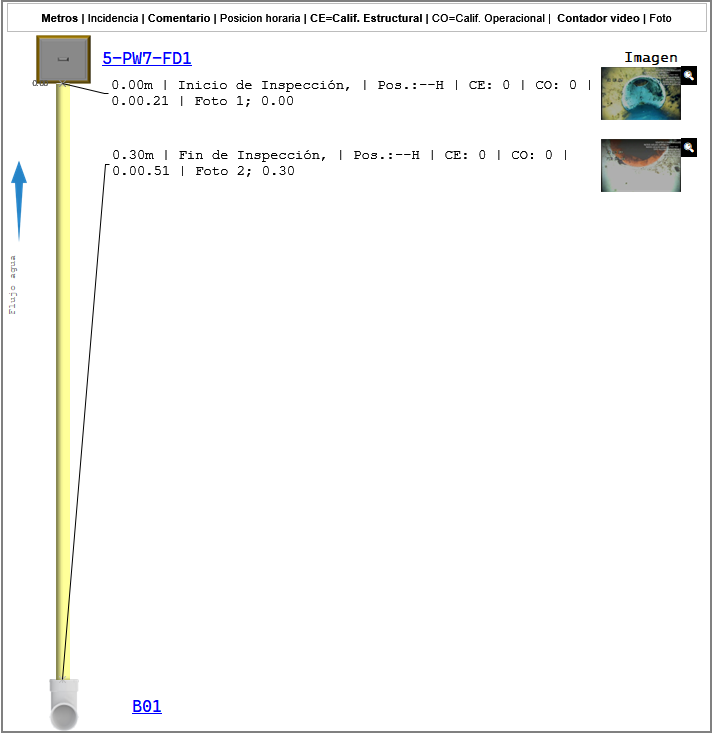 Metros | Incidencia | Comentario | Posicion horaria | CE=Calif. Estructural | CO=Calif. Operacional | Contador video | Foto
5-PW7-FD1
Imagen
0.00
0.00m | Inicio de Inspección, | Pos.:--H | CE: 0 | CO: 0 |
0.00.21 | Foto 1; 0.00
0.30m | Fin de Inspección, | Pos.:--H | CE: 0 | CO: 0 |
0.00.51 | Foto 2; 0.30
Flujo agua
B01